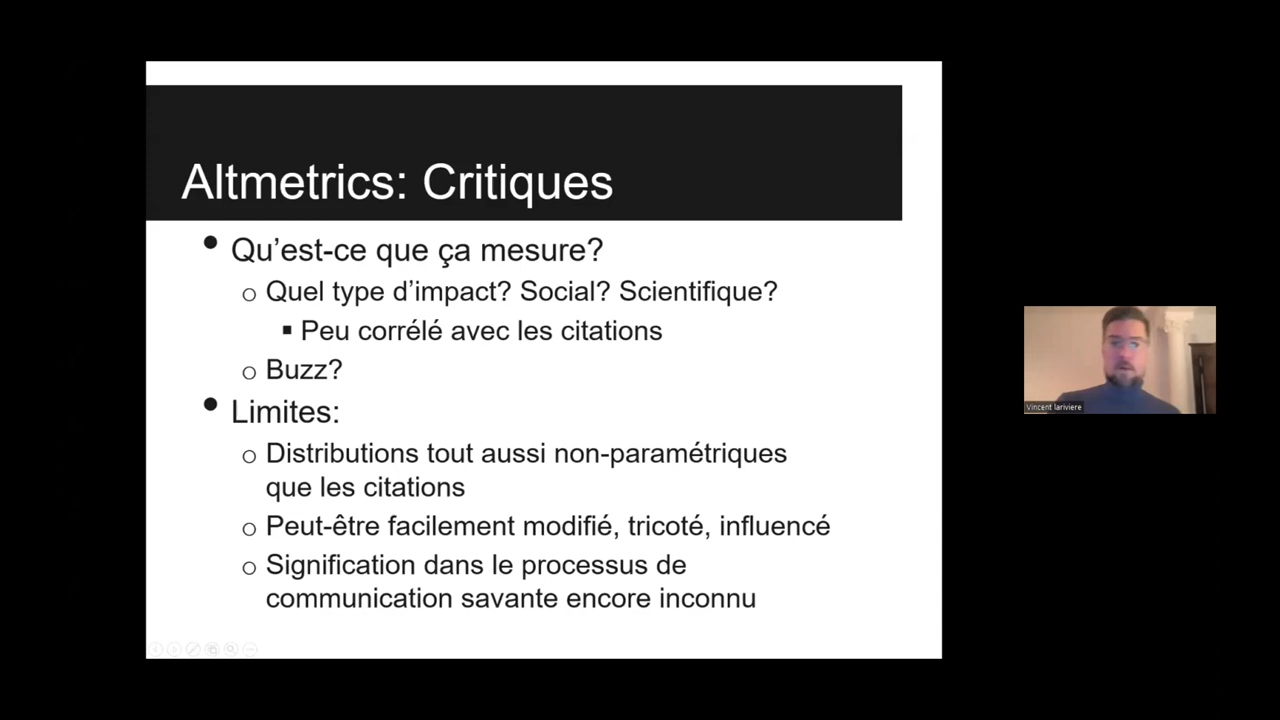 Altmetrics: Critiques
• Qu’est-ce que ça mesure?
o Quel type d’impact? Social? Scientifique?
▪ Peu corrélé avec les citations
o Buzz?
• Limites:
o Distributions tout aussi non-paramétriques
que les citations
o Peut-être facilement modifié, tricoté, influencé
o Signification dans le processus de
communication savante encore inconnu
Vincent lariviere